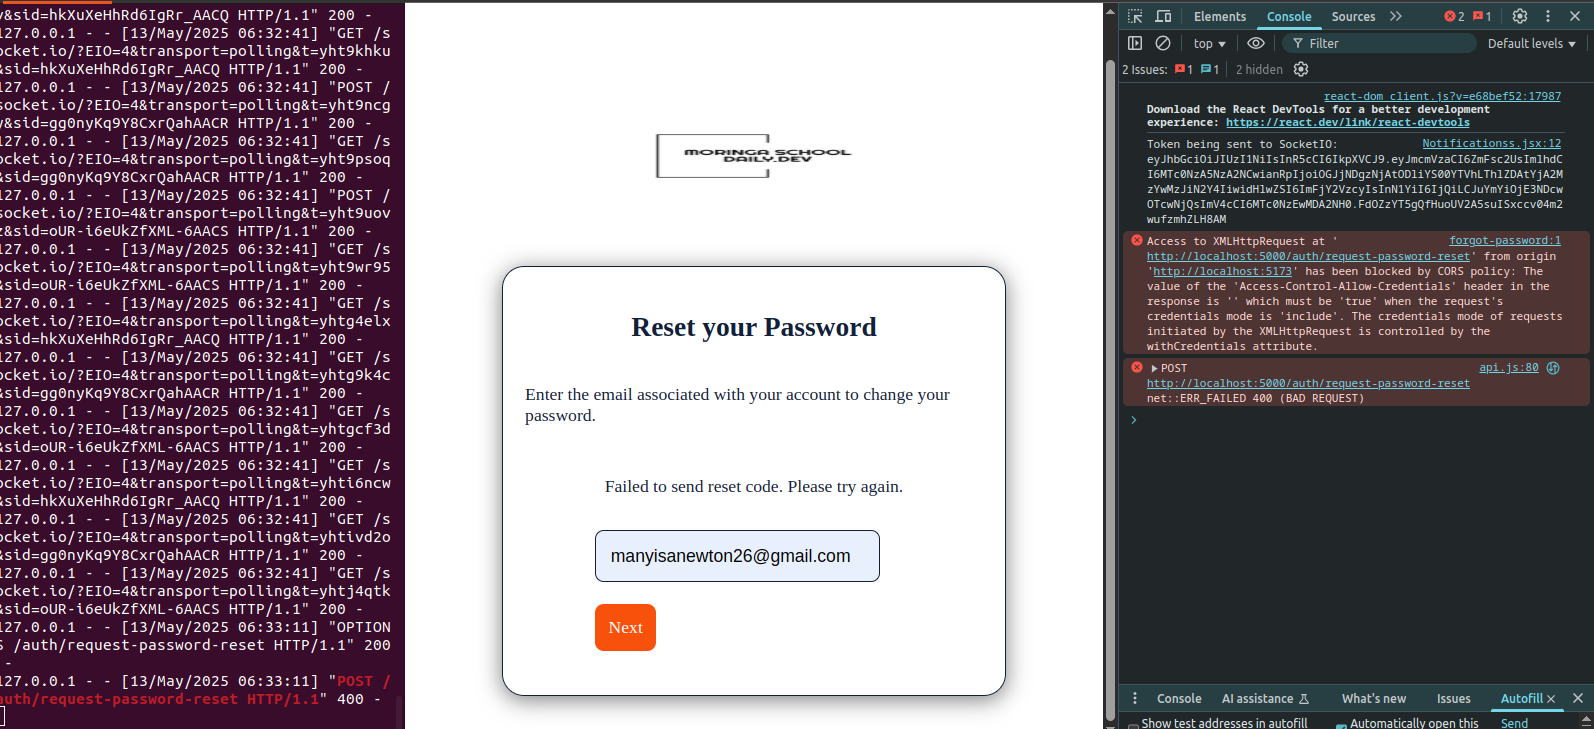 y&sid=hkXuXeHhRd6IgRr_AACQ HTTP/1.1" 200 -
127.0.0.1 - - [13/May/2025 06:32:41] "GET /s
ocket.io/?EIO=4&transport=polling&t=yht9khku
&sid=hkXuXeHhRd6IgRr_AACQ HTTP/1.1" 200 -
127.0.0.1 - - [13/May/2025 06:32:41] "POST /
socket.io/?EIO=4&transport=polling&t=yht9ncg
y&sid=gg0nyKq9Y8CxrQahAACR HTTP/1.1" 200 -
127.0.0.1 - - [13/May/2025 06:32:41] "GET /s
ocket.io/?EIO=4&transport=polling&t=yht9psoq
&sid=gg0nyKq9Y8CxrQahAACR HTTP/1.1" 200 -
127.0.0.1 - - [13/May/2025 06:32:41] "POST /
socket.io/?EIO=4&transport=polling&t=yht9uov
z&sid=oUR-i6eUkZfXML-6AACS HTTP/1.1" 200 -
127.0.0.1 - - [13/May/2025 06:32:41] "GET /s
ocket.io/?EIO=4&transport=polling&t=yht9wr95
&sid=oUR-i6eUkZfXML-6AACS HTTP/1.1" 200 -
127.0.0.1 - - [13/May/2025 06:32:41] "GET /s
ocket.io/?EIO=4&transport=polling&t=yhtg4elx
&sid=hkXuXeHhRd6IgRr_AACQ HTTP/1.1" 200 -
127.0.0.1 - - [13/May/2025 06:32:41] "GET /s
ocket.io/?EIO=4&transport=polling&t=yhtg9k4c
&sid=gg0nyKq9Y8CxrQahAACR HTTP/1.1" 200 -
127.0.0.1 - - [13/May/2025 06:32:41] "GET /s
ocket.io/?EIO=4&transport=polling&t=yhtgcf3d
&sid=oUR-i6eUkZfXML-6AACS HTTP/1.1" 200 -
127.0.0.1 - - [13/May/2025 06:32:41] "GET /s
ocket.io/?EIO=4&transport=polling&t=yhti6ncw
&sid=hkXuXeHhRd6IgRr_AACQ HTTP/1.1" 200 -
127.0.0.1 - - [13/May/2025 06:32:41] "GET /s
ocket.io/?EIO=4&transport=polling&t=yhtivd2o
&sid=gg0nyKq9Y8CxrQahAACR HTTP/1.1" 200 -
127.0.0.1 - - [13/May/2025 06:32:41] "GET /s
ocket.io/?EIO=4&transport=polling&t=yhtj4qtk
&sid=oUR-i6eUkZfXML-6AACS HTTP/1.1" 200 -
127.0.0.1 - - [13/May/2025 06:33:11] "OPTION
S /auth/request-password-reset HTTP/1.1" 200
-
127.0.0.1 - - [13/May/2025 06:33:11] "POST /
auth/request-password-reset HTTP/1.1" 400 -
MORINGA SCHOOL
DAILY.DEV
Reset your Password
Enter the email associated with your account to change your
password.
Failed to send reset code. Please try again.
manyisanewton26@gmail.com
Next
Elements Console Sources 2 1
top Filter Default levels
2 Issues: 1 1 2 hidden
react-dom_client.js?v=e68bef52:17987
Download the React DevTools for a better development
experience: https://react.dev/link/react-devtools
Token being sent to SocketIO: Notificationss.jsx:12
eyJhbGciOiJIUzI1NiIsInR5cCI6IkpXVCJ9.eyJmcmVzaCI6ZmFsc2UsImlhdC
I6MTc0NzA5NzA2NCwianRpIjoiOGJjNDgzNjAtODliYS00YTVhLThlZDAtYjA2M
zYwMzJiN2Y4IiwidHlwZSI6ImFjY2VzcyIsInN1YiI6IjQiLCJuYmYiOjE3NDcw
OTcwNjQsImV4cCI6MTc0NzEwMDA2NH0.FdOZzYT5gQfHuoUV2A5suISxccv04m2
wufzmhZLH8AM
Access to XMLHttpRequest at ' forgot-password:1
http://localhost:5000/auth/request-password-reset' from origin
'http://localhost:5173' has been blocked by CORS policy: The
value of the 'Access-Control-Allow-Credentials' header in the
response is '' which must be 'true' when the request's
credentials mode is 'include'. The credentials mode of requests
initiated by the XMLHttpRequest is controlled by the
withCredentials attribute.
POST api.js:80
http://localhost:5000/auth/request-password-reset
net::ERR_FAILED 400 (BAD REQUEST)
Console AI assistance What's new Issues Autofill
Show test addresses in autofill Automatically open this Send